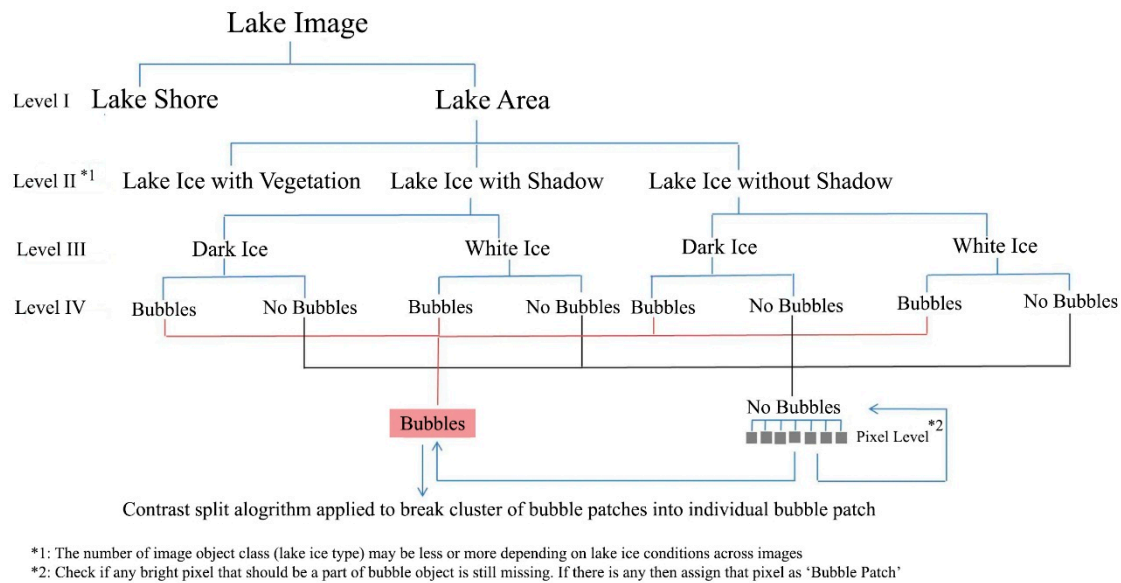 Lake Image
Level I Lake Shore Lake Area
Level II *1 Lake Ice with Vegetation Lake Ice with Shadow Lake Ice without Shadow
Level III Dark Ice White Ice Dark Ice White Ice
Level IV Bubbles No Bubbles Bubbles No Bubbles Bubbles No Bubbles Bubbles No Bubbles
Bubbles No Bubbles
Pixel Level *2
Contrast split alogrithm applied to break cluster of bubble patches into individual bubble patch
*1: The number of image object class (lake ice type) may be less or more depending on lake ice conditions across images
*2: Check if any bright pixel that should be a part of bubble object is still missing. If there is any then assign that pixel as ‘Bubble Patch’